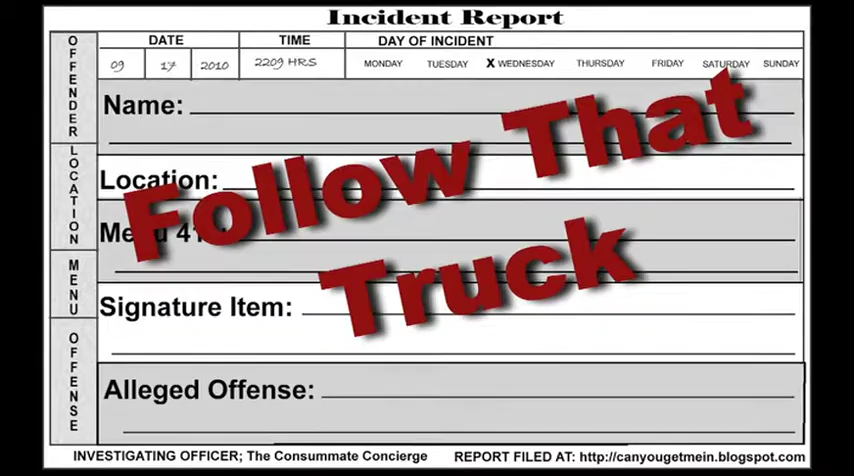 Incident Report
DATE TIME DAY OF INCIDENT
09 17 2010 2209 HRS MONDAY TUESDAY X WEDNESDAY THURSDAY FRIDAY SATURDAY SUNDAY
OFFENDER
Name:
LOCATION
Location:
MENU
Signature Item:
OFFENSE
Alleged Offense:
Follow That
Truck
INVESTIGATING OFFICER; The Consummate Concierge REPORT FILED AT: http://canyougetmein.blogspot.com